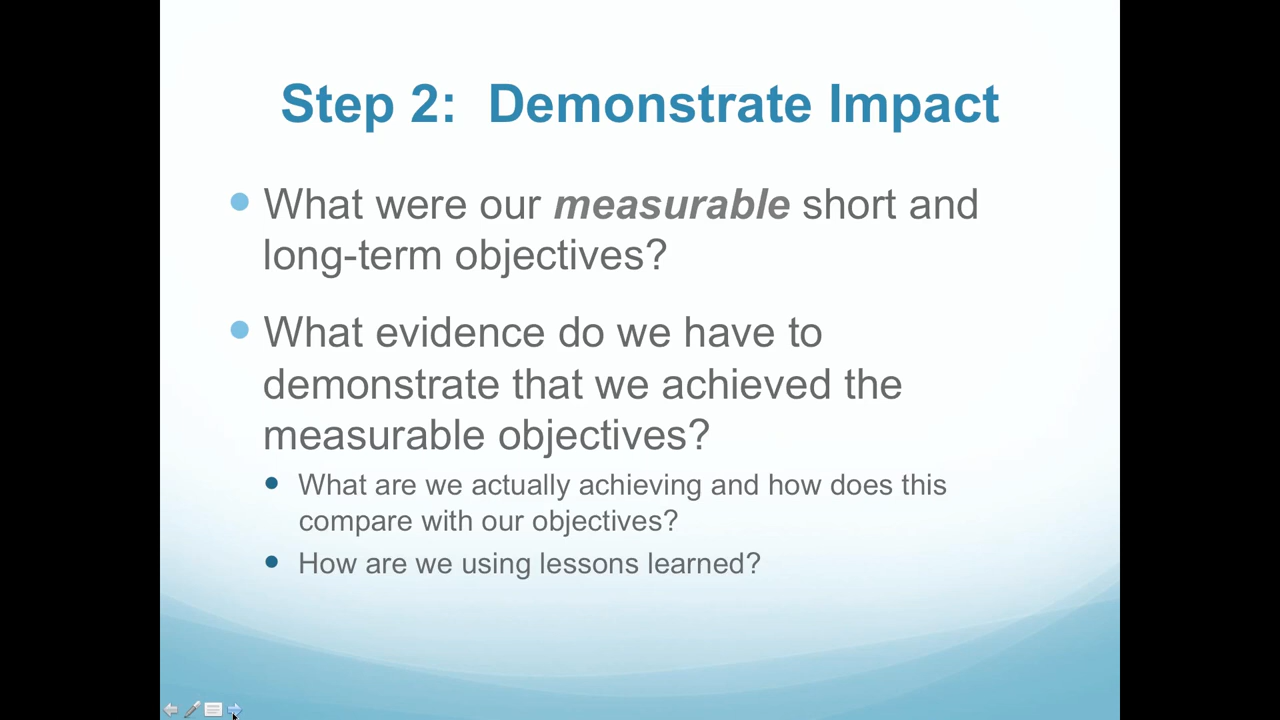 Step 2: Demonstrate Impact
What were our measurable short and
long-term objectives?
What evidence do we have to
demonstrate that we achieved the
measurable objectives?
What are we actually achieving and how does this
compare with our objectives?
How are we using lessons learned?